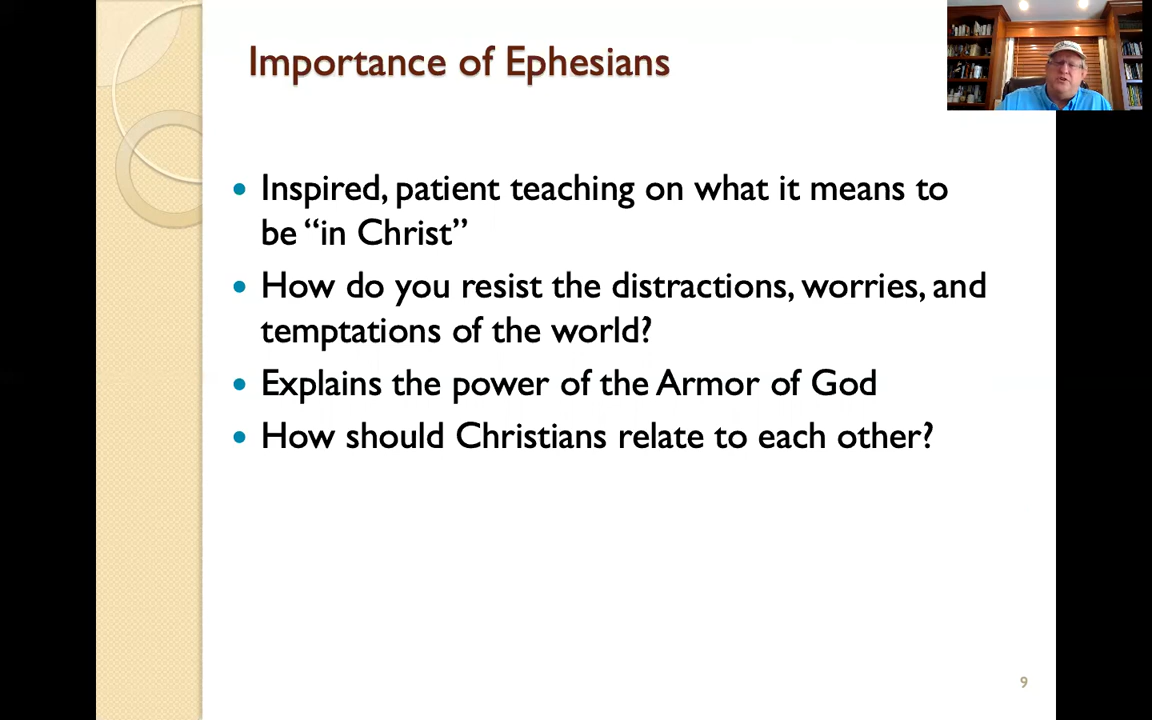 Importance of Ephesians
• Inspired, patient teaching on what it means to
be “in Christ”
• How do you resist the distractions, worries, and
temptations of the world?
• Explains the power of the Armor of God
• How should Christians relate to each other?
9